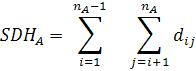 SDH_A = \sum_{i=1}^{n_A-1} \sum_{j=i+1}^{n_A} d_{ij}